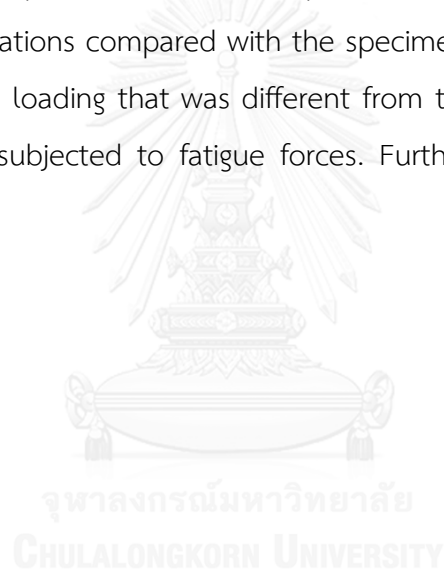 ations compared with the specime
loading that was different from t
subjected to fatigue forces. Furth
จุฬาลงกรณ์มหาวิทยาลัย
CHULALONGKORN UNIVERSITY